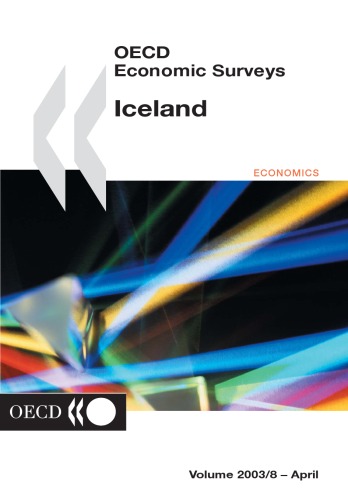 OECD
Economic Surveys
Iceland
ECONOMICS
OECD
Volume 2003/8 – April